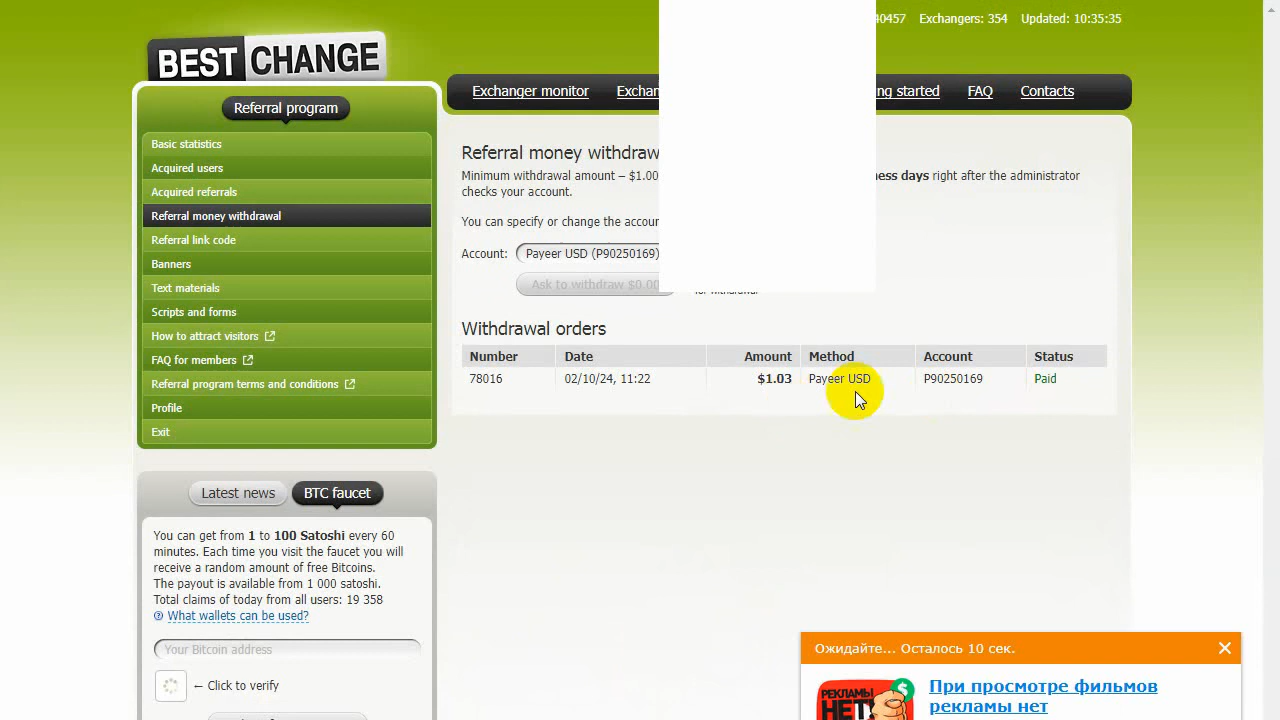 40457 Exchangers: 354 Updated: 10:35:35
BEST CHANGE
Exchanger monitor Exchan ng started FAQ Contacts
Referral program
Basic statistics
Acquired users
Acquired referrals
Referral money withdrawal
Referral link code
Banners
Text materials
Scripts and forms
How to attract visitors
FAQ for members
Referral program terms and conditions
Profile
Exit
Referral money withdraw
Minimum withdrawal amount – $1.00 ness days right after the administrator
checks your account.
You can specify or change the accou
Account: Payeer USD (P90250169)
Ask to withdraw $0.00
for withdrawal
Withdrawal orders
Number Date Amount Method Account Status
78016 02/10/24, 11:22 $1.03 Payeer USD P90250169 Paid
Latest news BTC faucet
You can get from 1 to 100 Satoshi every 60
minutes. Each time you visit the faucet you will
receive a random amount of free Bitcoins.
The payout is available from 1 000 satoshi.
Total claims of today from all users: 19 358
What wallets can be used?
Your Bitcoin address
← Click to verify
Ожидайте... Осталось 10 сек.
РЕКЛАМЫ
НЕТ
При просмотре фильмов
рекламы нет